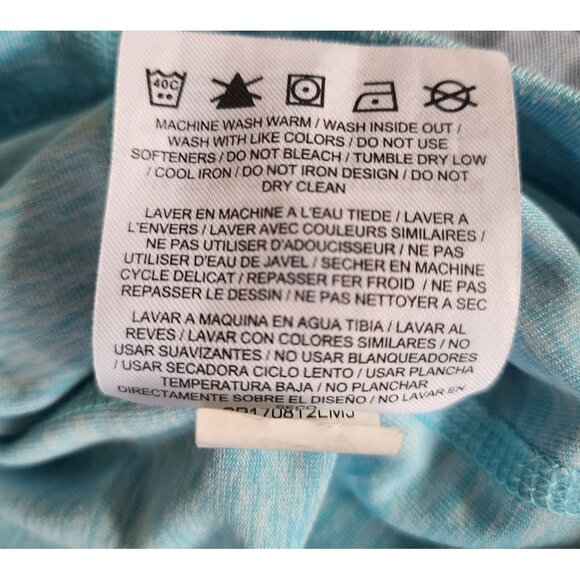 40C
MACHINE WASH WARM / WASH INSIDE OUT /
WASH WITH LIKE COLORS / DO NOT USE
SOFTENERS / DO NOT BLEACH / TUMBLE DRY LOW
/ COOL IRON / DO NOT IRON DESIGN / DO NOT
DRY CLEAN
LAVER EN MACHINE A L'EAU TIEDE / LAVER A
L'ENVERS / LAVER AVEC COULEURS SIMILAIRES /
NE PAS UTILISER D'ADOUCISSEUR / NE PAS
UTILISER D'EAU DE JAVEL / SECHER EN MACHINE
CYCLE DELICAT / REPASSER FER FROID / NE PAS
REPASSER LE DESSIN / NE PAS NETTOYER A SEC
LAVAR A MAQUINA EN AGUA TIBIA / LAVAR AL
REVES / LAVAR CON COLORES SIMILARES / NO
USAR SUAVIZANTES / NO USAR BLANQUEADORES
/ USAR SECADORA CICLO LENTO / USAR PLANCHA
TEMPERATURA BAJA / NO PLANCHAR
DIRECTAMENTE SOBRE EL DISEÑO / NO LAVAR EN
SECO